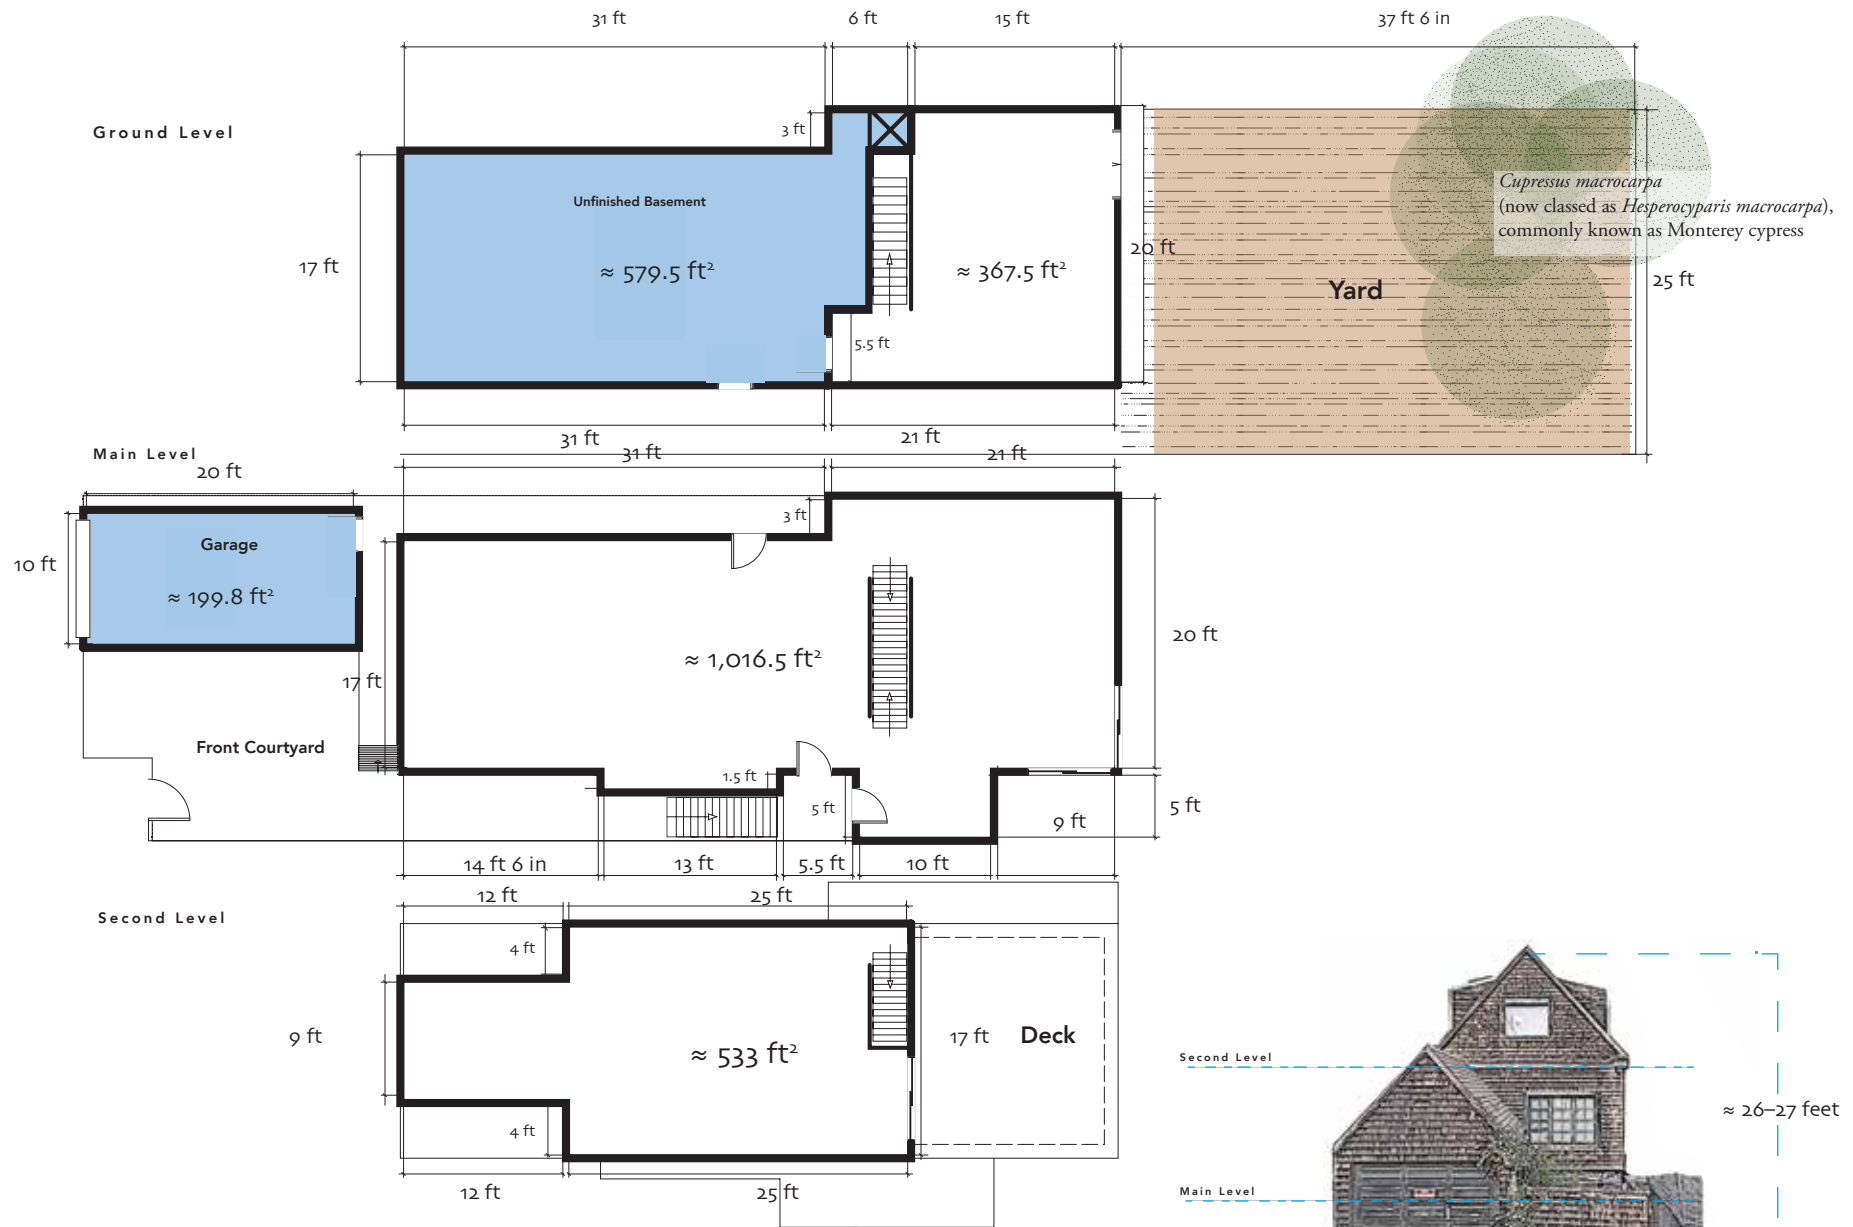 31 ft
6 ft
15 ft
37 ft 6 in
Ground Level
3 ft
Unfinished Basement
17 ft
≈ 579.5 ft²
≈ 367.5 ft²
20 ft
Cupressus macrocarpa
(now classed as Hesperocyparis macrocarpa),
commonly known as Monterey cypress
Yard
25 ft
5.5 ft
31 ft
21 ft
Main Level
20 ft
31 ft
21 ft
3 ft
Garage
10 ft
≈ 199.8 ft²
≈ 1,016.5 ft²
20 ft
17 ft
Front Courtyard
1.5 ft
5 ft
9 ft
5 ft
14 ft 6 in
13 ft
5.5 ft
10 ft
12 ft
25 ft
Second Level
4 ft
9 ft
≈ 533 ft²
17 ft
Deck
4 ft
12 ft
25 ft
Second Level
≈ 26–27 feet
Main Level